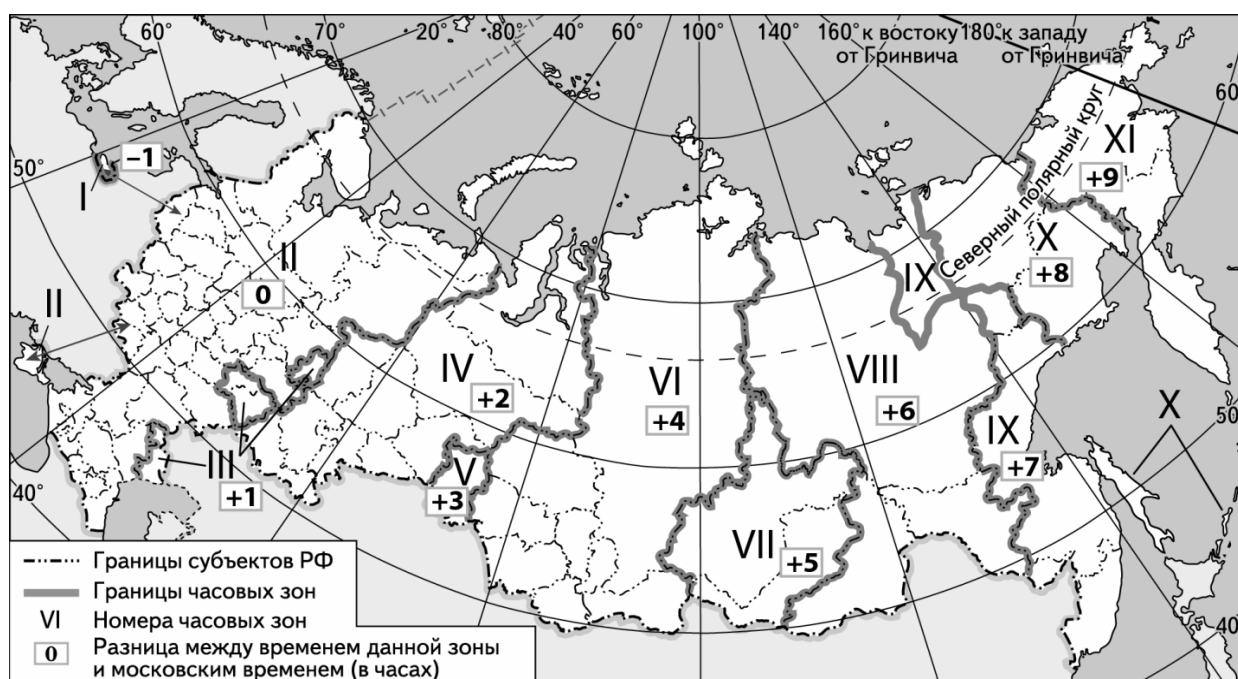 60° 70° 20° 40° 60° 80° 100° 140° 160° к востоку 180° к западу
от Гринвича от Гринвича
60°
50°
I
–1
II
0
II
III
+1
40°
IV
+2
V
+3
VI
+4
VII
+5
VIII
+6
IX
IX
+7
Северный полярный круг
X
+8
XI
+9
X
50°
40°
Границы субъектов РФ
Границы часовых зон
VI Номера часовых зон
0 Разница между временем данной зоны
и московским временем (в часах)